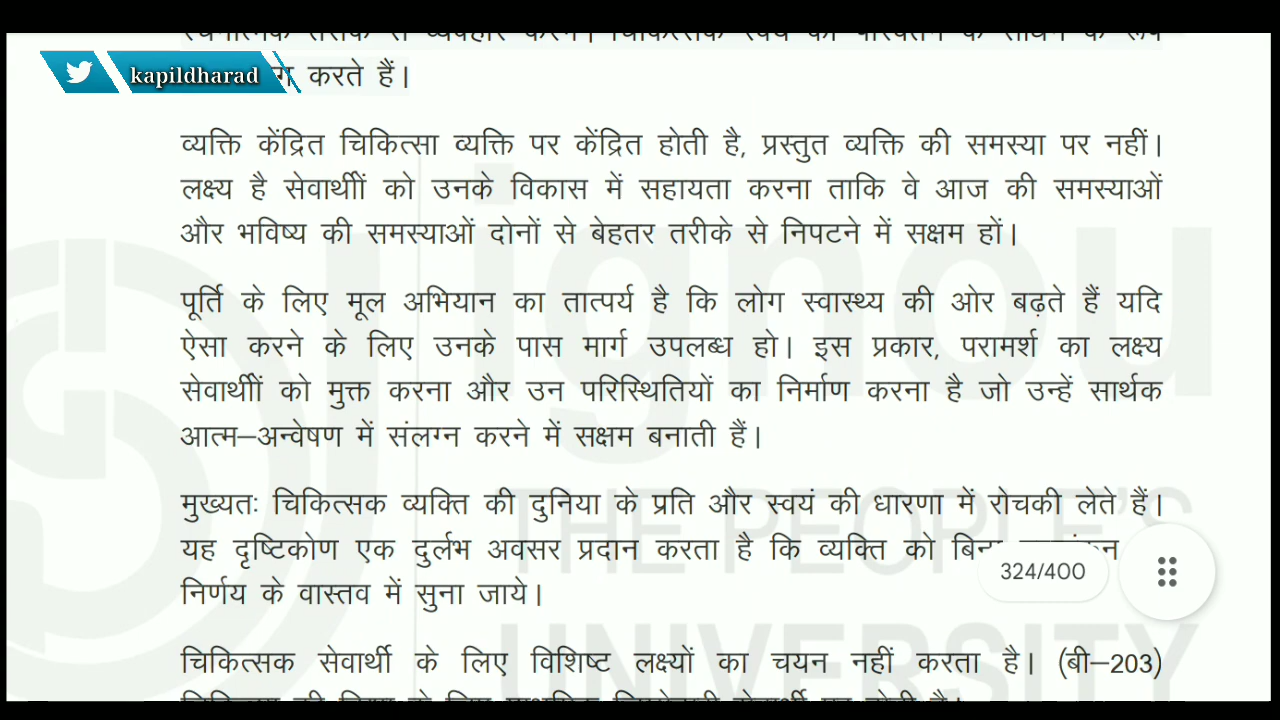 kapildharad
करते हैं।
व्यक्ति केंद्रित चिकित्सा व्यक्ति पर केंद्रित होती है, प्रस्तुत व्यक्ति की समस्या पर नहीं।
लक्ष्य है सेवार्थीों को उनके विकास में सहायता करना ताकि वे आज की समस्याओं
और भविष्य की समस्याओं दोनों से बेहतर तरीके से निपटने में सक्षम हों।
पूर्ति के लिए मूल अभियान का तात्पर्य है कि लोग स्वास्थ्य की ओर बढ़ते हैं यदि
ऐसा करने के लिए उनके पास मार्ग उपलब्ध हो। इस प्रकार, परामर्श का लक्ष्य
सेवार्थीों को मुक्त करना और उन परिस्थितियों का निर्माण करना है जो उन्हें सार्थक
आत्म–अन्वेषण में संलग्न करने में सक्षम बनाती हैं।
मुख्यतः चिकित्सक व्यक्ति की दुनिया के प्रति और स्वयं की धारणा में रोचकी लेते हैं।
यह दृष्टिकोण एक दुर्लभ अवसर प्रदान करता है कि व्यक्ति को
निर्णय के वास्तव में सुना जाये।
324/400
चिकित्सक सेवार्थी के लिए विशिष्ट लक्ष्यों का चयन नहीं करता है। (बी–203)
ignou
THE PEOPLE'S
UNIVERSITY